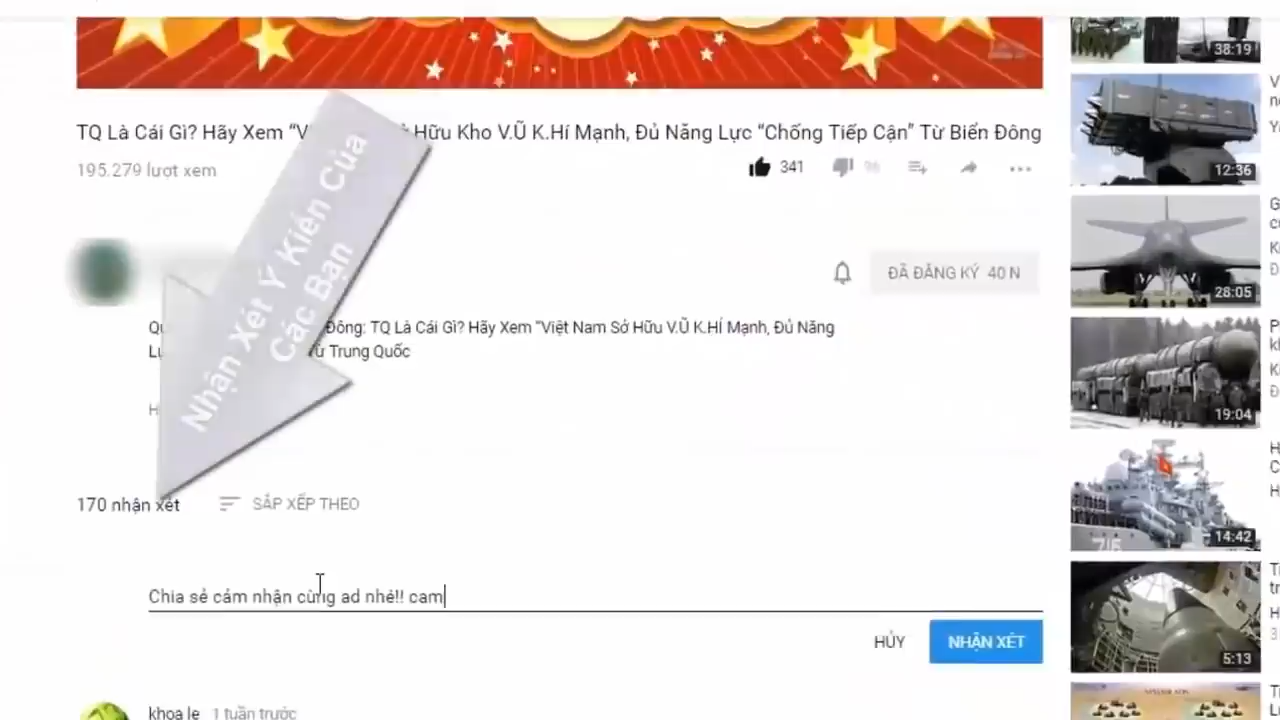 38:19
TQ Là Cái Gì? Hãy Xem “V Hữu Kho V.Ũ K.Hí Mạnh, Đủ Năng Lực “Chống Tiếp Cận” Từ Biển Đông
12:36
195.279 lượt xem
341
96
Nhận Xét Ý Kiến Của
Các Bạn
ĐÃ ĐĂNG KÝ 40 N
28:05
Đông: TQ Là Cái Gì? Hãy Xem “Việt Nam Sở Hữu V.Ũ K.HÍ Mạnh, Đủ Năng
ừ Trung Quốc
19:04
170 nhận xét
SẮP XẾP THEO
14:42
716
Chia sẻ cảm nhận cùng ad nhé!! cam
HỦY
NHẬN XÉT
5:13
khoa le 1 tuần trước